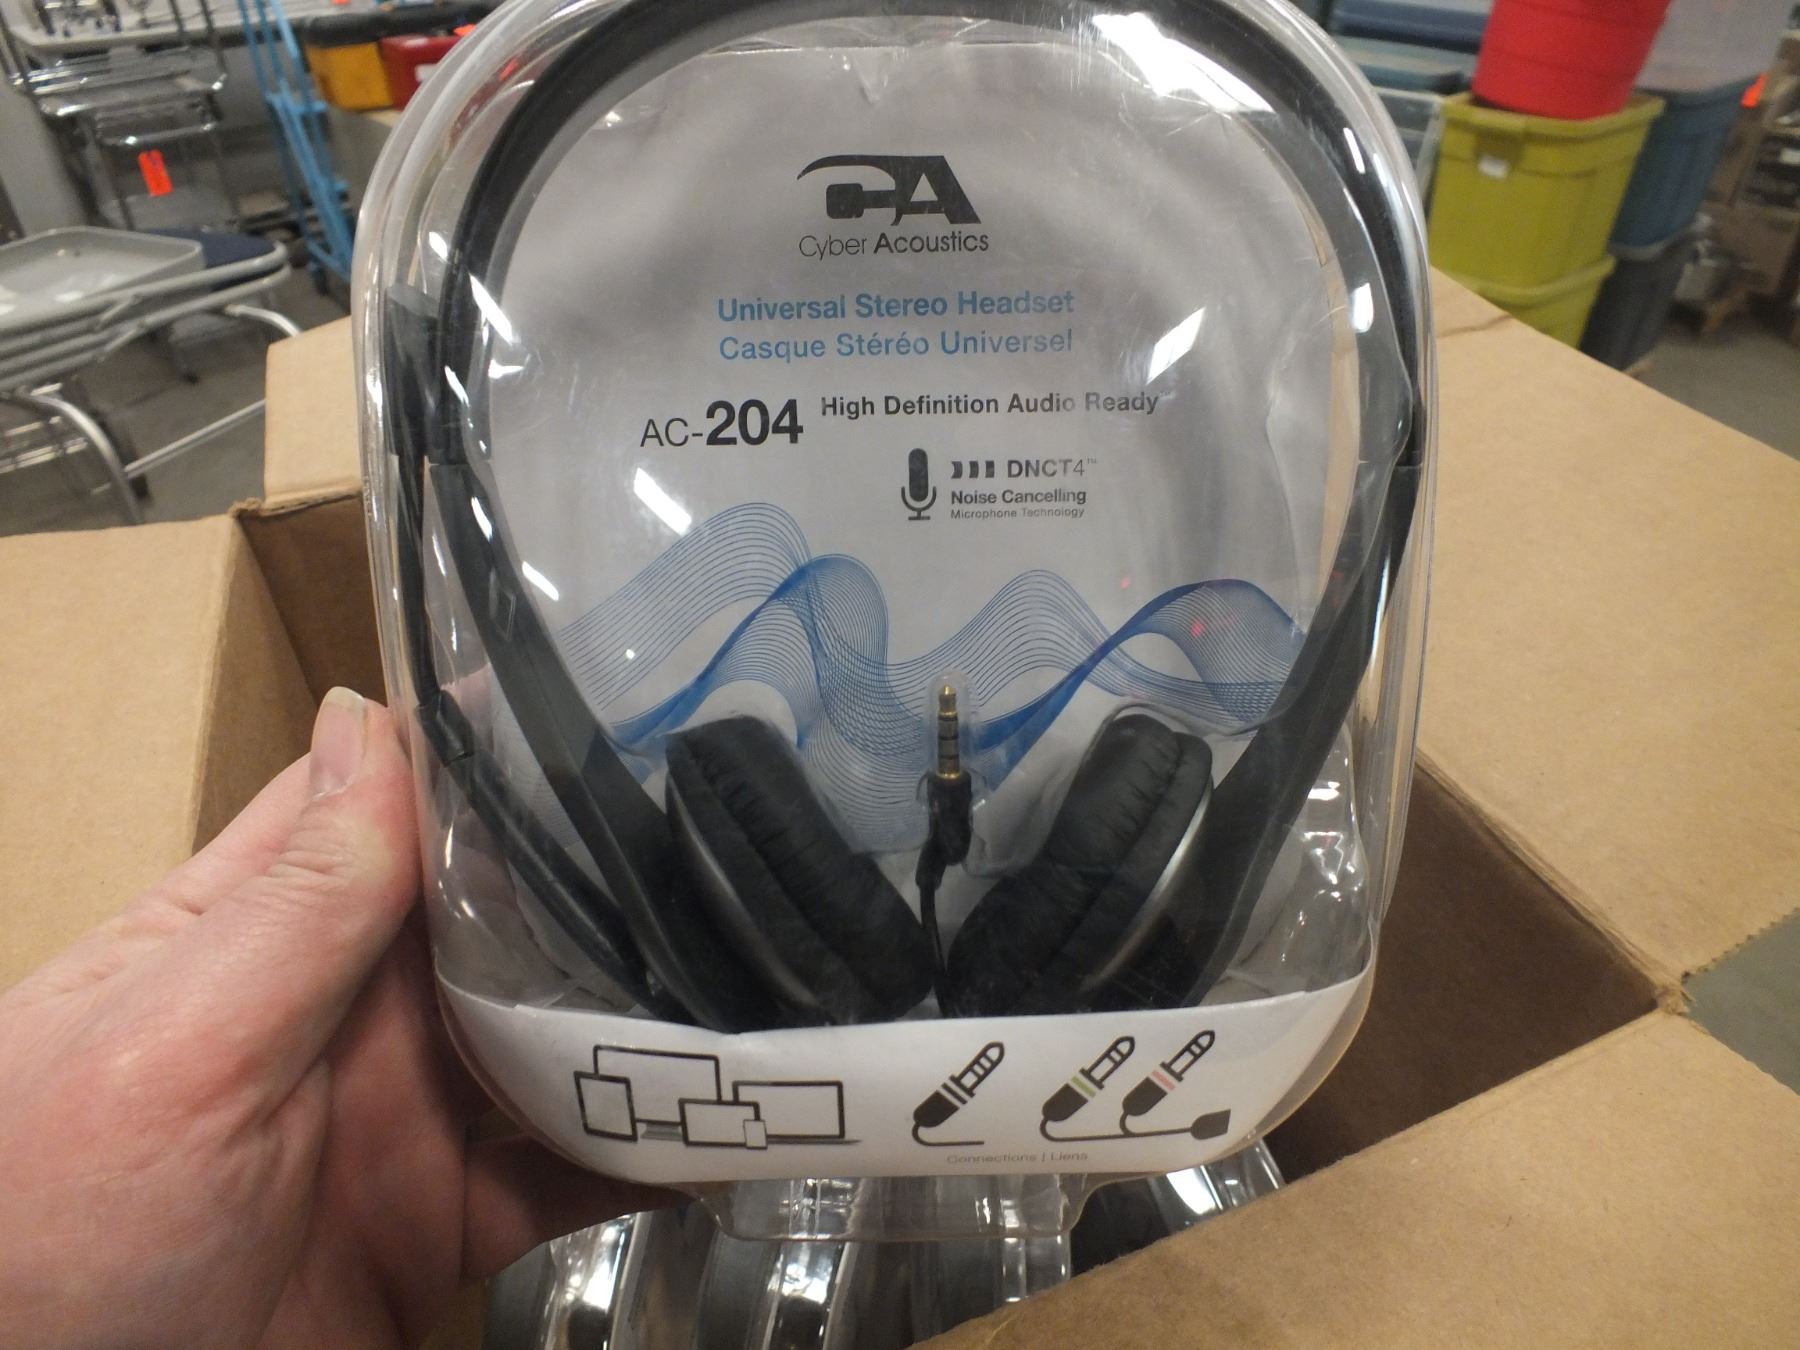 CA
Cyber Acoustics
Universal Stereo Headset
Casque Stéréo Universel
AC-204 High Definition Audio Ready™
DNCT4™
Noise Cancelling
Microphone Technology
Connections | Liens